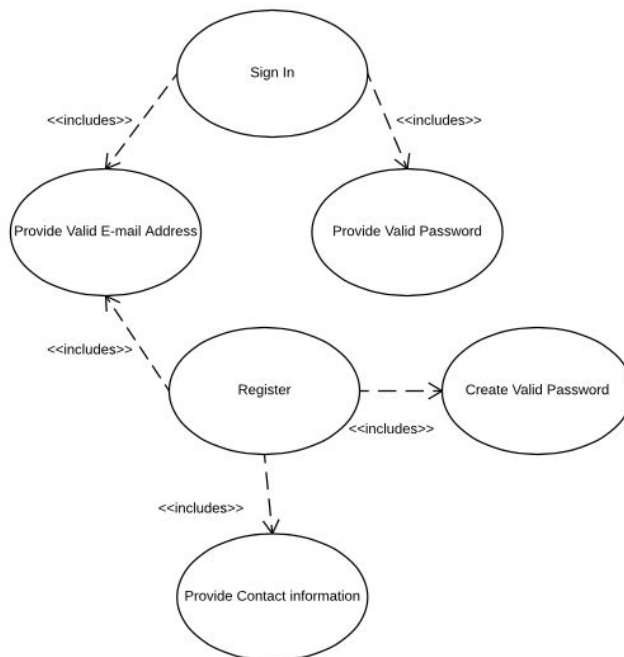 Sign In
<<includes>>
<<includes>>
Provide Valid E-mail Address
Provide Valid Password
<<includes>>
Register
Create Valid Password
<<includes>>
<<includes>>
Provide Contact information